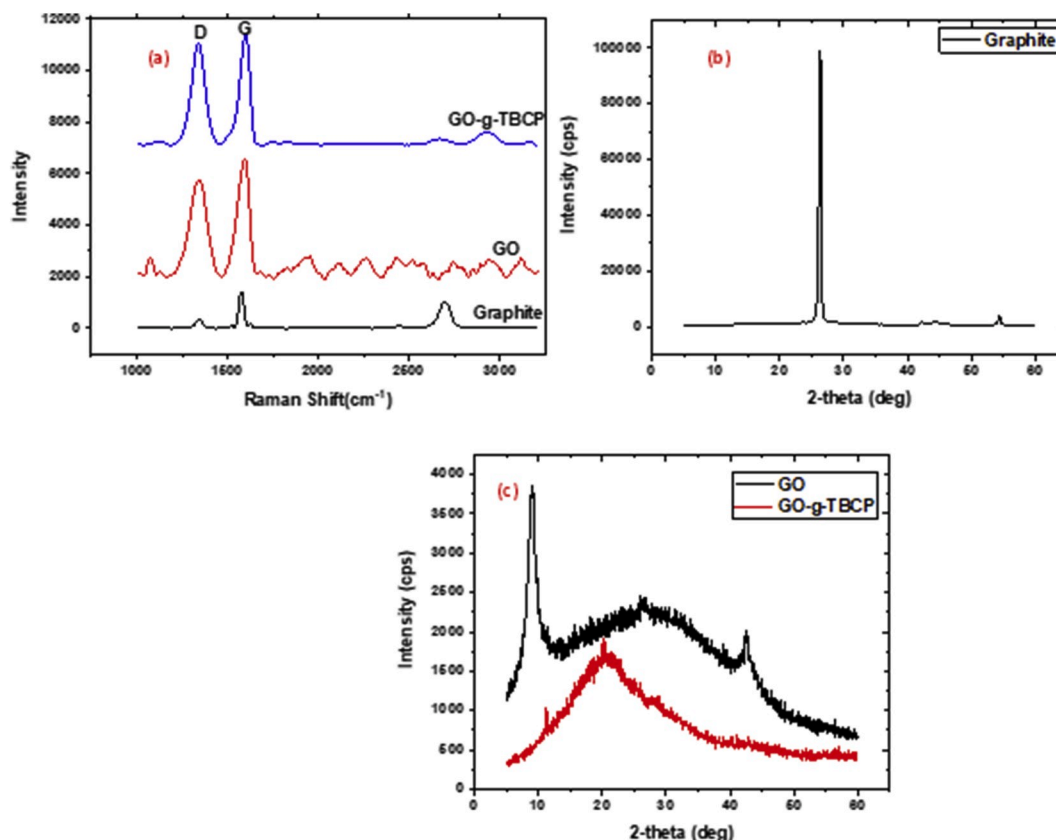 (a)
D G
GO-g-TBCP
GO
Graphite
12000
10000
8000
6000
4000
2000
0
Intensity
1000 1500 2000 2500 3000
Raman Shift(cm⁻¹)
(b)
Graphite
100000
80000
60000
40000
20000
0
Intensity (cps)
0 10 20 30 40 50 60
2-theta (deg)
(c)
GO
GO-g-TBCP
4000
3500
3000
2500
2000
1500
1000
500
0
Intensity (cps)
0 10 20 30 40 50 60
2-theta (deg)